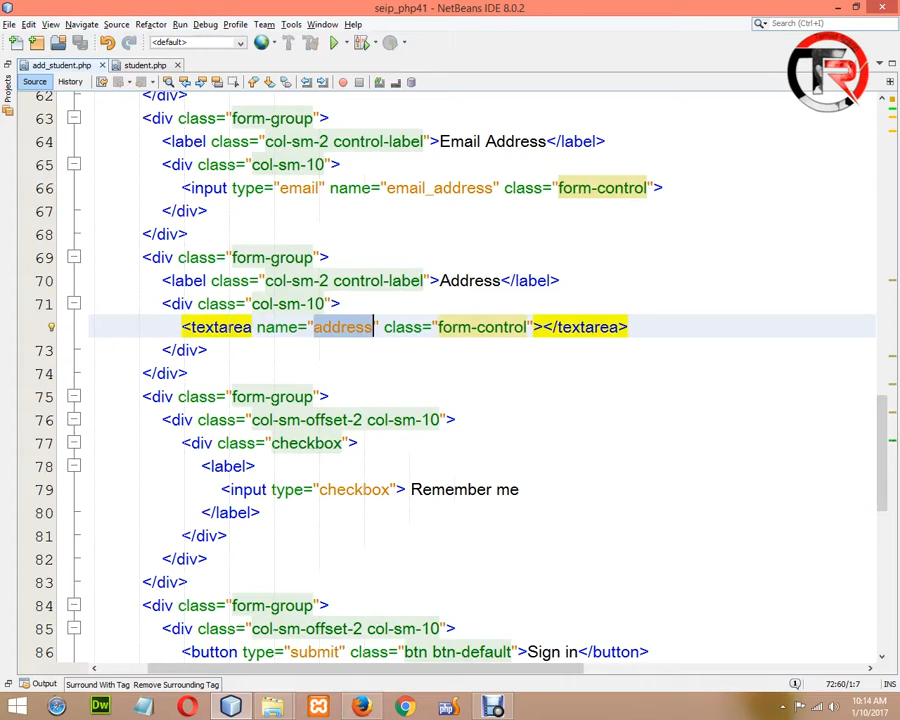 seip_php41 - NetBeans IDE 8.0.2
File Edit View Navigate Source Refactor Run Debug Profile Team Tools Window Help
Search (Ctrl+I)
<default>
add_student.php student.php
Source History
Projects
TR
62 </div>
63 <div class="form-group">
64 <label class="col-sm-2 control-label">Email Address</label>
65 <div class="col-sm-10">
66 <input type="email" name="email_address" class="form-control">
67 </div>
68 </div>
69 <div class="form-group">
70 <label class="col-sm-2 control-label">Address</label>
71 <div class="col-sm-10">
<textarea name="address" class="form-control"></textarea>
73 </div>
74 </div>
75 <div class="form-group">
76 <div class="col-sm-offset-2 col-sm-10">
77 <div class="checkbox">
78 <label>
79 <input type="checkbox"> Remember me
80 </label>
81 </div>
82 </div>
83 </div>
84 <div class="form-group">
85 <div class="col-sm-offset-2 col-sm-10">
86 <button type="submit" class="btn btn-default">Sign in</button>
Output Surround With Tag Remove Surrounding Tag 72:60/1:7 INS
Dw
10:14 AM
1/10/2017